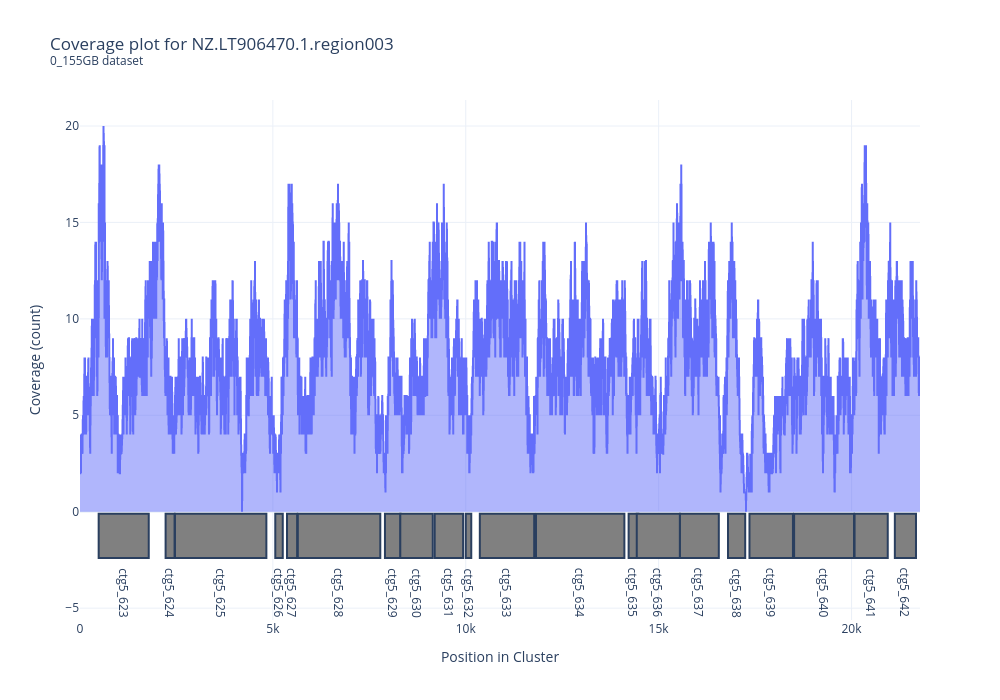 Coverage plot for NZ.LT906470.1.region003
0_155GB dataset
20
15
10
5
0
−5
Coverage (count)
ctg5_623
ctg5_624
ctg5_625
ctg5_626
ctg5_627
ctg5_628
ctg5_629
ctg5_630
ctg5_631
ctg5_632
ctg5_633
ctg5_634
ctg5_635
ctg5_636
ctg5_637
ctg5_638
ctg5_639
ctg5_640
ctg5_641
ctg5_642
0
5k
10k
15k
20k
Position in Cluster